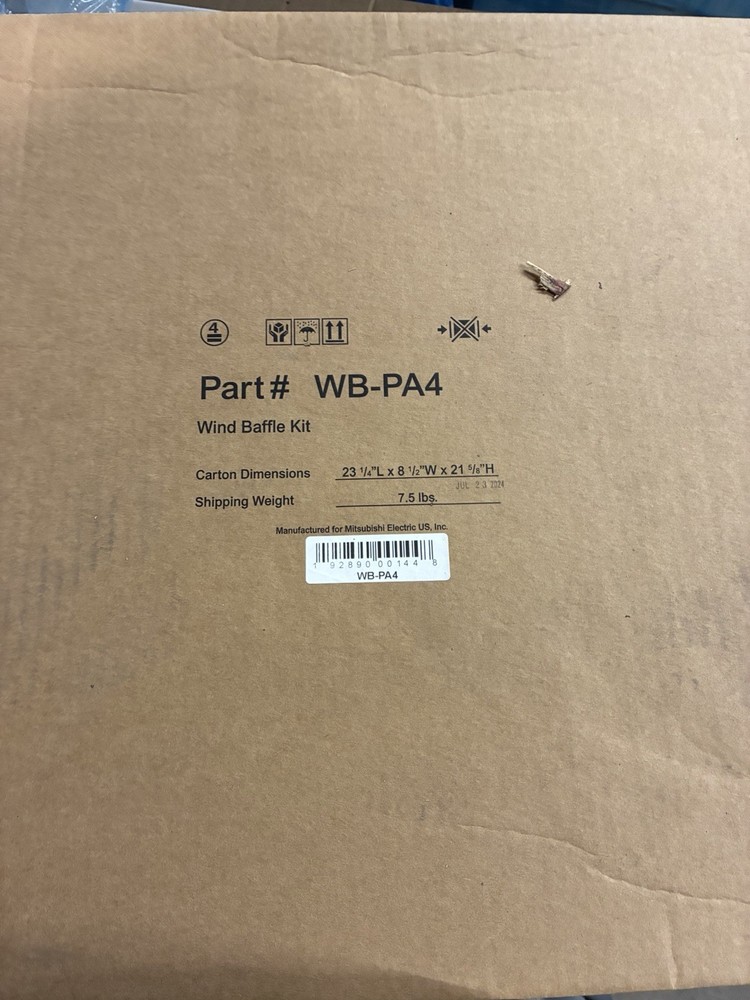 4
Part# WB-PA4
Wind Baffle Kit
Carton Dimensions 23 1/4"L x 8 1/2"W x 21 5/8"H
JUL 2 3 2024
Shipping Weight 7.5 lbs.
Manufactured for Mitsubishi Electric US, Inc.
1 92890 00144 8
WB-PA4